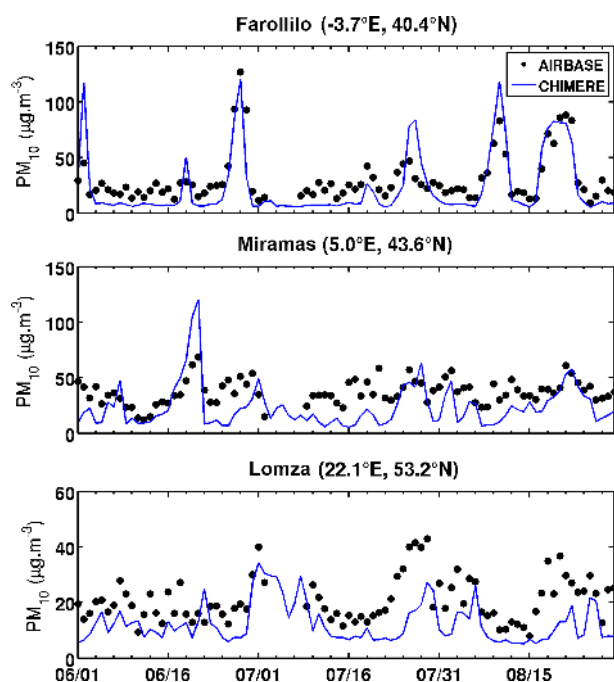 Farollilo (-3.7°E, 40.4°N)
150
100
50
0
PM10 (µg.m-3)
AIRBASE
CHIMERE
Miramas (5.0°E, 43.6°N)
150
100
50
0
PM10 (µg.m-3)
Lomza (22.1°E, 53.2°N)
60
40
20
0
PM10 (µg.m-3)
06/01 06/16 07/01 07/16 07/31 08/15